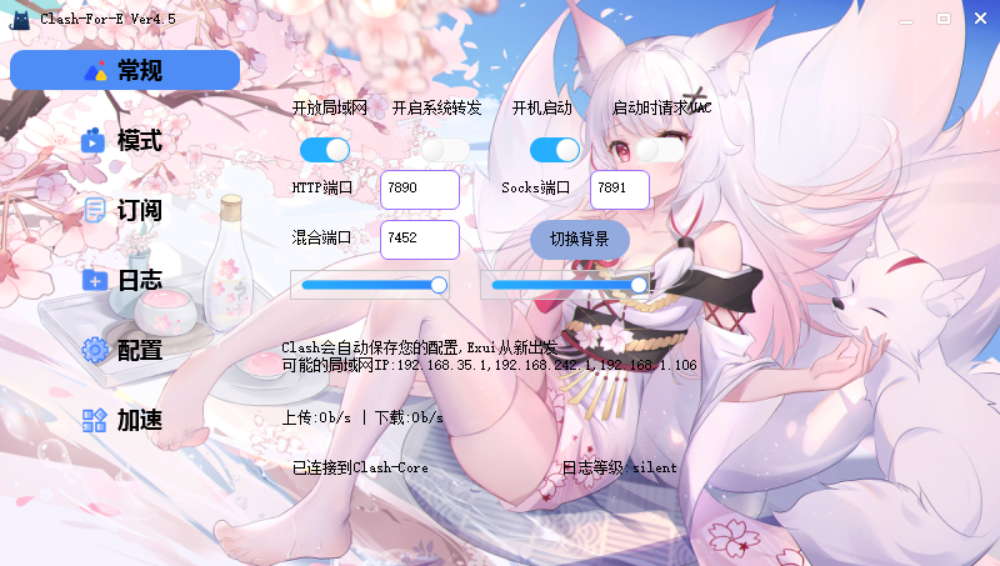 Clash-For-E Ver4.5
常规
模式
订阅
日志
配置
加速
开放局域网 开启系统转发 开机启动 启动时请求UAC
HTTP端口 7890 Socks端口 7891
混合端口 7452 切换背景
Clash会自动保存您的配置,Exui从新出发
可能的局域网IP:192.168.35.1,192.168.242.1,192.168.1.106
上传:0b/s | 下载:0b/s
已连接到Clash-Core 日志等级:silent